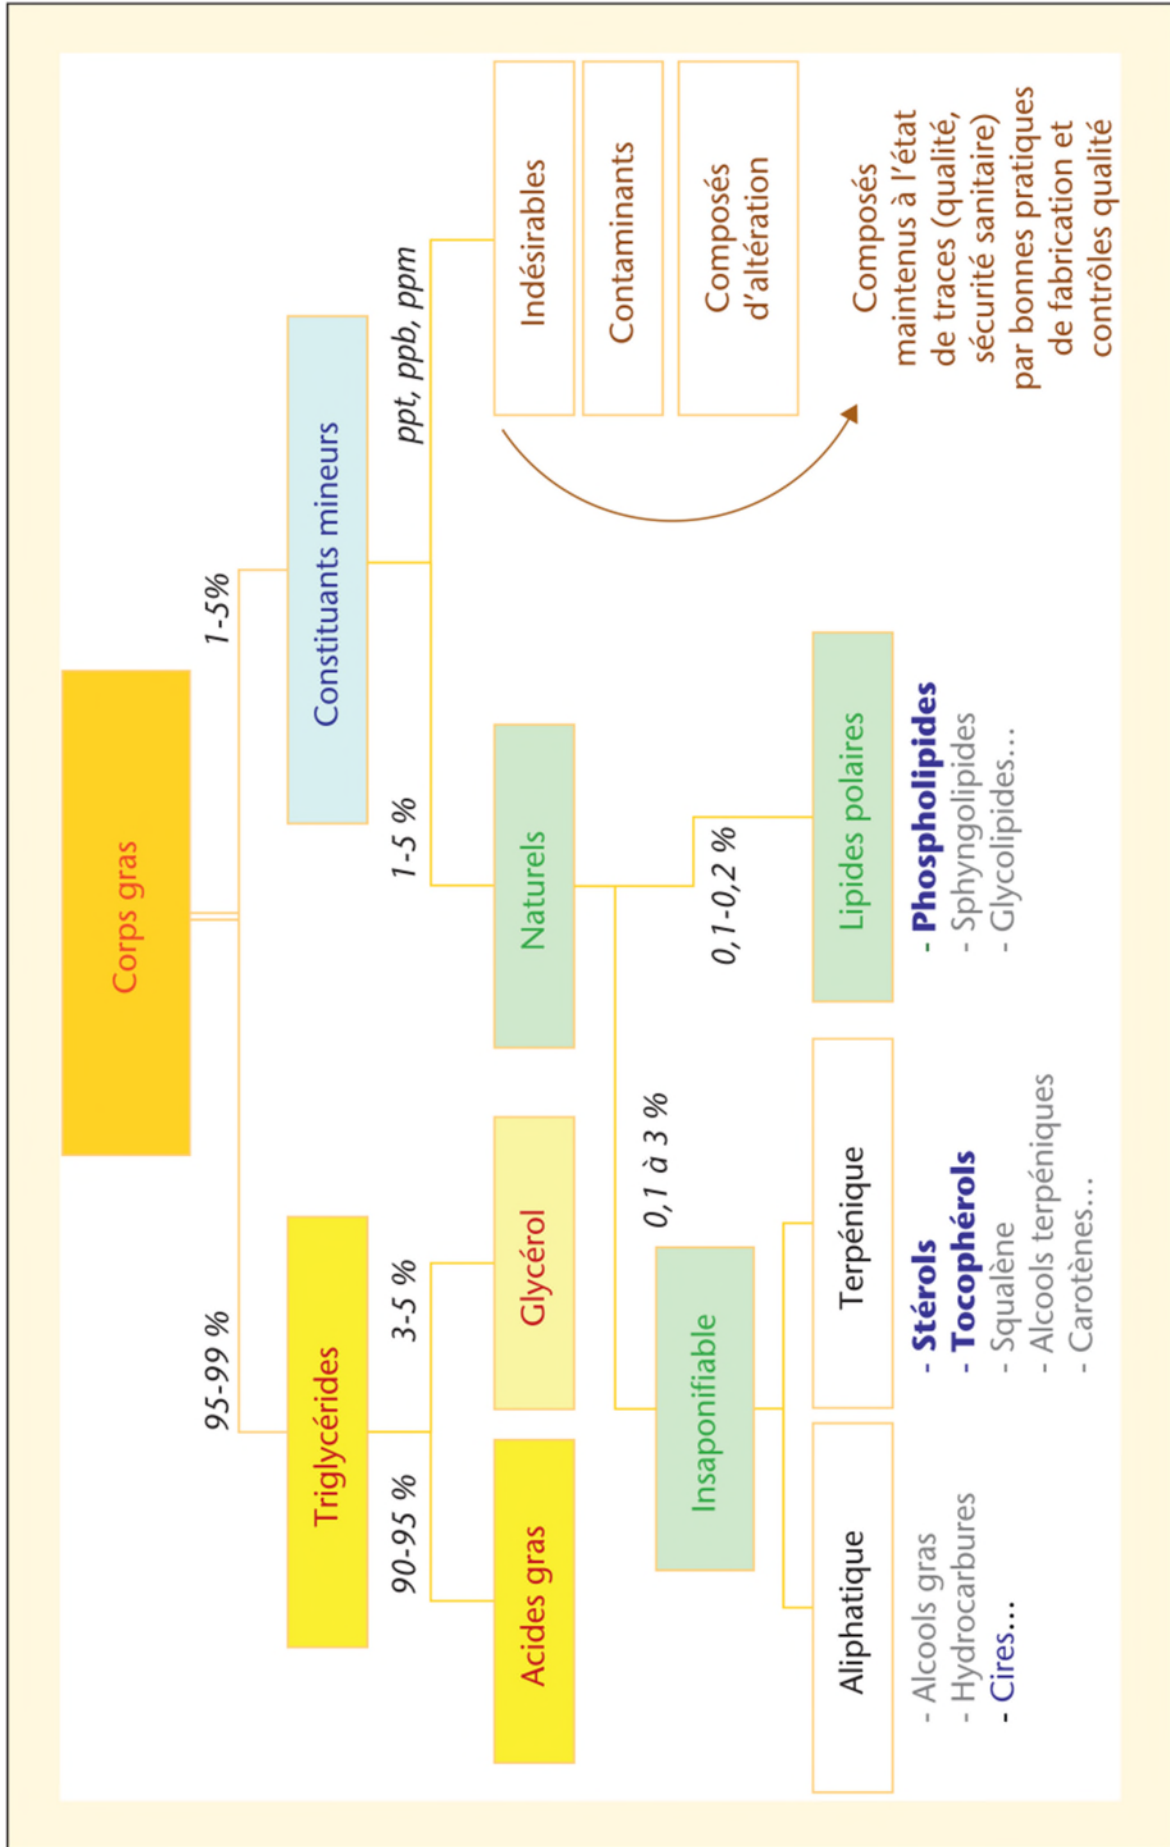 Corps gras
95-99 %
1-5%
Triglycérides
Constituants mineurs
90-95 %
3-5 %
1-5 %
ppt, ppb, ppm
Acides gras
Glycérol
Naturels
Indésirables
Contaminants
Composés
d'altération
0,1 à 3 %
0,1-0,2 %
Insaponifiable
Aliphatique
Terpénique
Lipides polaires
- Alcools gras
- Hydrocarbures
- Cires...
- Stérols
- Tocophérols
- Squalène
- Alcools terpéniques
- Carotènes...
- Phospholipides
- Sphyngolipides
- Glycolipides...
Composés
maintenus à l'état
de traces (qualité,
sécurité sanitaire)
par bonnes pratiques
de fabrication et
contrôles qualité